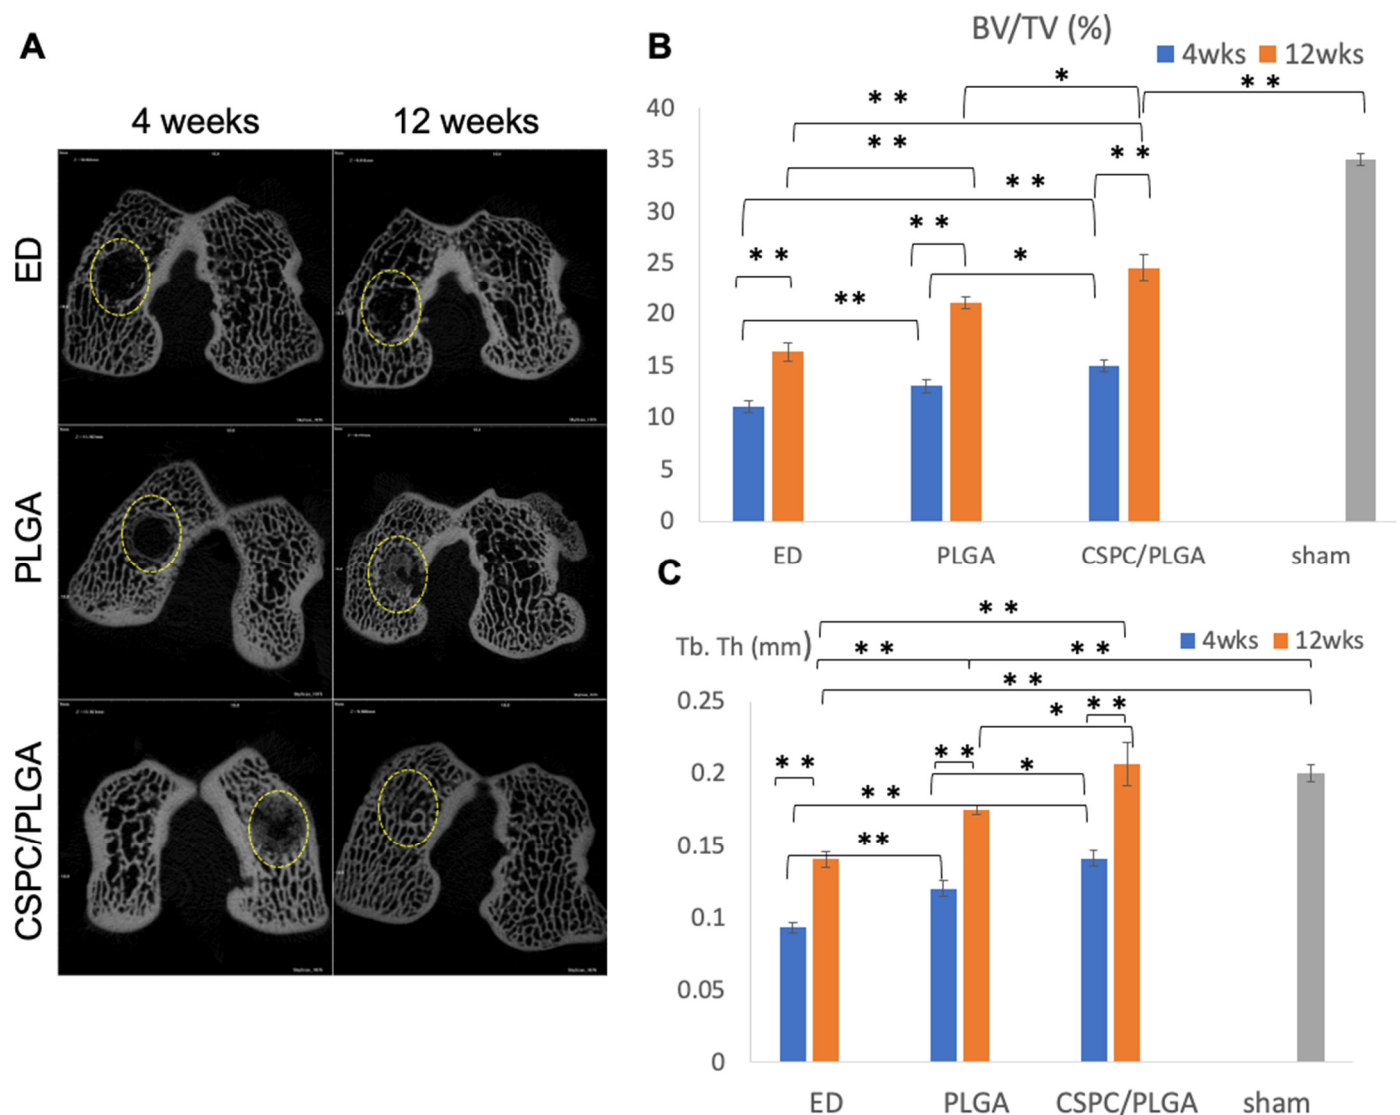 A
4 weeks
12 weeks
ED
PLGA
CSPC/PLGA
B
BV/TV (%)
4wks
12wks
* *
*
* *
* *
* *
* *
* *
* *
*
**
40
35
30
25
20
15
10
5
0
ED
PLGA
CSPC/PLGA
sham
C
Tb. Th (mm)
4wks
12wks
* *
* *
* *
* *
*
* *
* *
* *
*
* *
**
0.25
0.2
0.15
0.1
0.05
0
ED
PLGA
CSPC/PLGA
sham